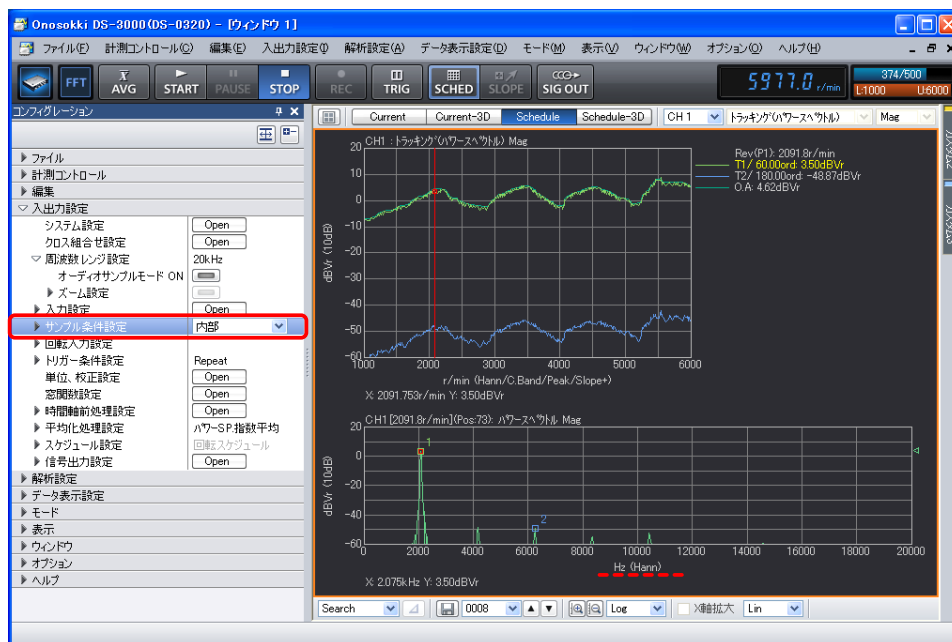 Onosokki DS-3000(DS-0320) - [ウィンドウ 1]
ファイル(F) 計測コントロール(C) 編集(E) 入出力設定(I) 解析設定(A) データ表示設定(D) モード(M) 表示(V) ウィンドウ(W) オプション(O) ヘルプ(H)
FFT X AVG START PAUSE STOP REC TRIG SCHED SLOPE SIG OUT 5977.0 r/min 374/500 L:1000 U:6000
コンフィグレーション
Current Current-3D Schedule Schedule-3D CH 1 トラッキング(パワースペクトル) Mag
ファイル
計測コントロール
編集
入出力設定
システム設定 Open
クロス組合せ設定 Open
周波数レンジ設定 20kHz
オーディオサンプルモード ON
ズーム設定
入力設定 Open
サンプル条件設定 内部
回転入力設定
トリガー条件設定 Repeat
単位、校正設定 Open
窓関数設定 Open
時間軸前処理設定 Open
平均化処理設定 パワーSP.指数平均
スケジュール設定 回転スケジュール
信号出力設定 Open
解析設定
データ表示設定
モード
表示
ウィンドウ
オプション
ヘルプ
CH1 : トラッキング(パワースペクトル) Mag
Rev(P1): 2091.8r/min
T1/ 60.00ord: 3.50dBVr
T2/ 180.00ord: -48.87dBVr
O.A: 4.62dBVr
20
10
0
-10
-20
-30
-40
-50
-60
dBVr (10dB)
1000 2000 3000 4000 5000 6000
r/min (Hann/C.Band/Peak/Slope+)
X: 2091.753r/min Y: 3.50dBVr
CH1 [2091.8r/min](Pos:73): パワースペクトル Mag
20
0
-20
-40
-60
dBVr (10dB)
1
2
0 2000 4000 6000 8000 10000 12000 14000 16000 18000 20000
Hz (Hann)
X: 2.075kHz Y: 3.50dBVr
Search 0008 Log X軸拡大 Lin